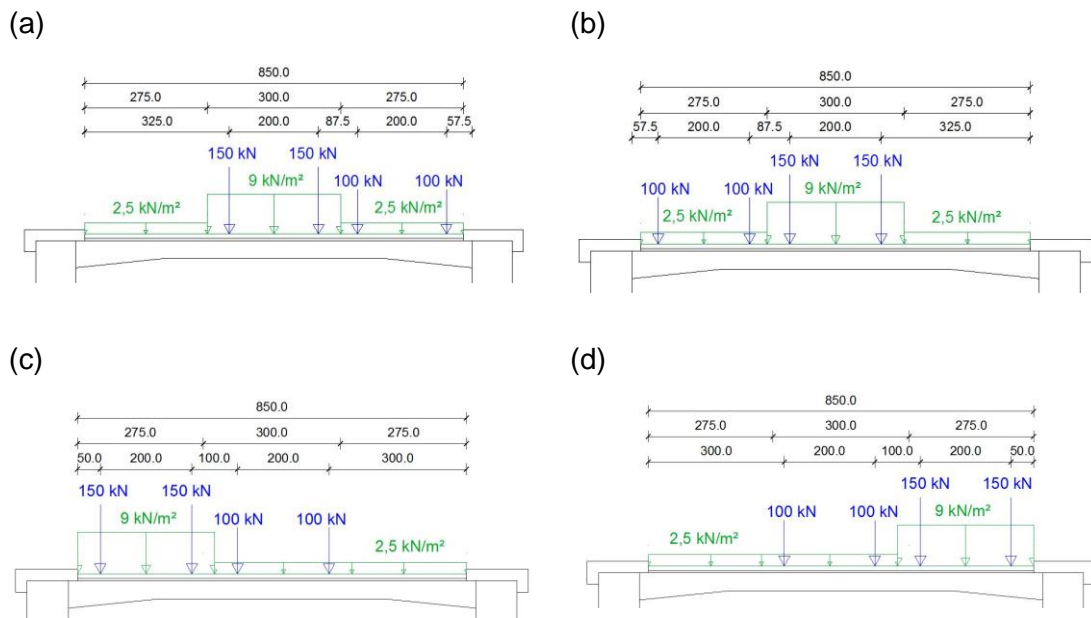 (a)
850.0
275.0 300.0 275.0
325.0 200.0 87.5 200.0 57.5
150 kN 150 kN
100 kN 100 kN
9 kN/m²
2,5 kN/m² 2,5 kN/m²
(b)
850.0
275.0 300.0 275.0
57.5 200.0 87.5 200.0 325.0
150 kN 150 kN
100 kN 100 kN 9 kN/m²
2,5 kN/m² 2,5 kN/m²
(c)
850.0
275.0 300.0 275.0
50.0 200.0 100.0 200.0 300.0
150 kN 150 kN
9 kN/m² 100 kN 100 kN
2,5 kN/m²
(d)
850.0
275.0 300.0 275.0
300.0 200.0 100.0 200.0 50.0
150 kN 150 kN
100 kN 100 kN 9 kN/m²
2,5 kN/m²